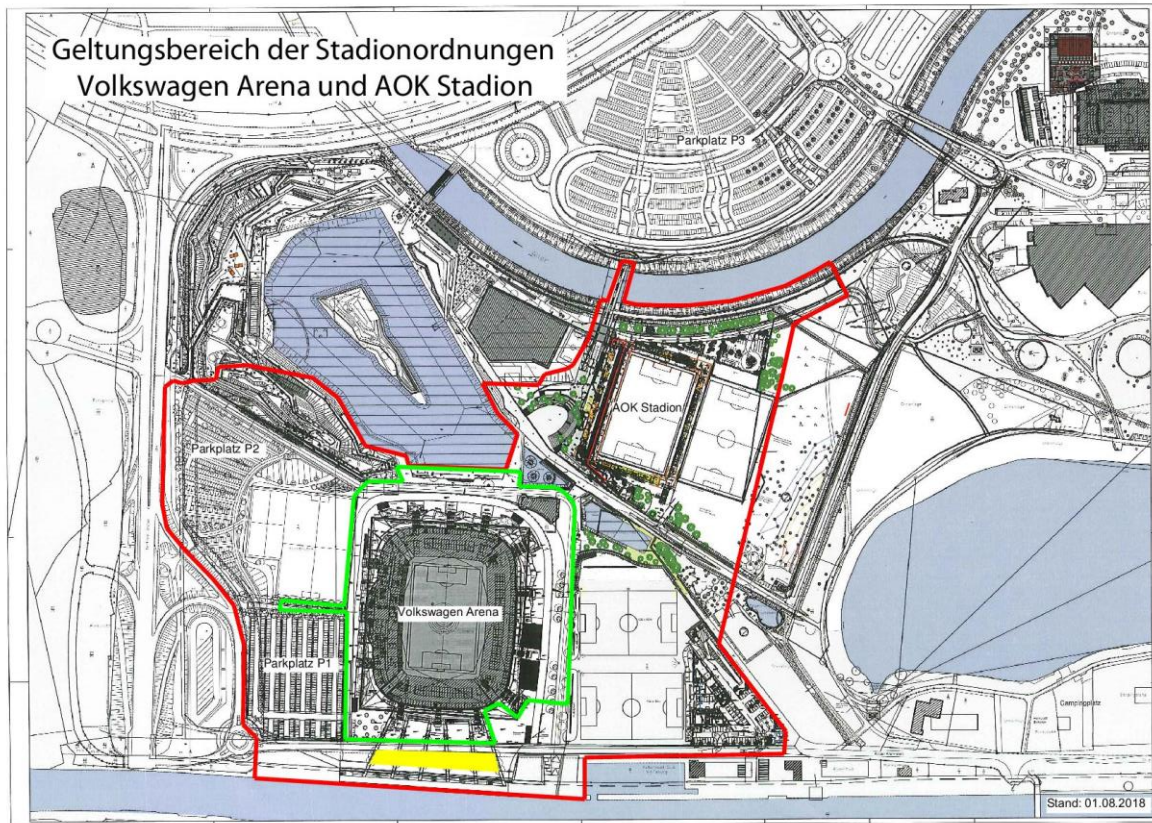 Geltungsbereich der Stadionordnungen
Volkswagen Arena und AOK Stadion
Parkplatz P3
AOK Stadion
Parkplatz P2
Volkswagen Arena
Parkplatz P1
Campingplatz
Stand: 01.08.2018